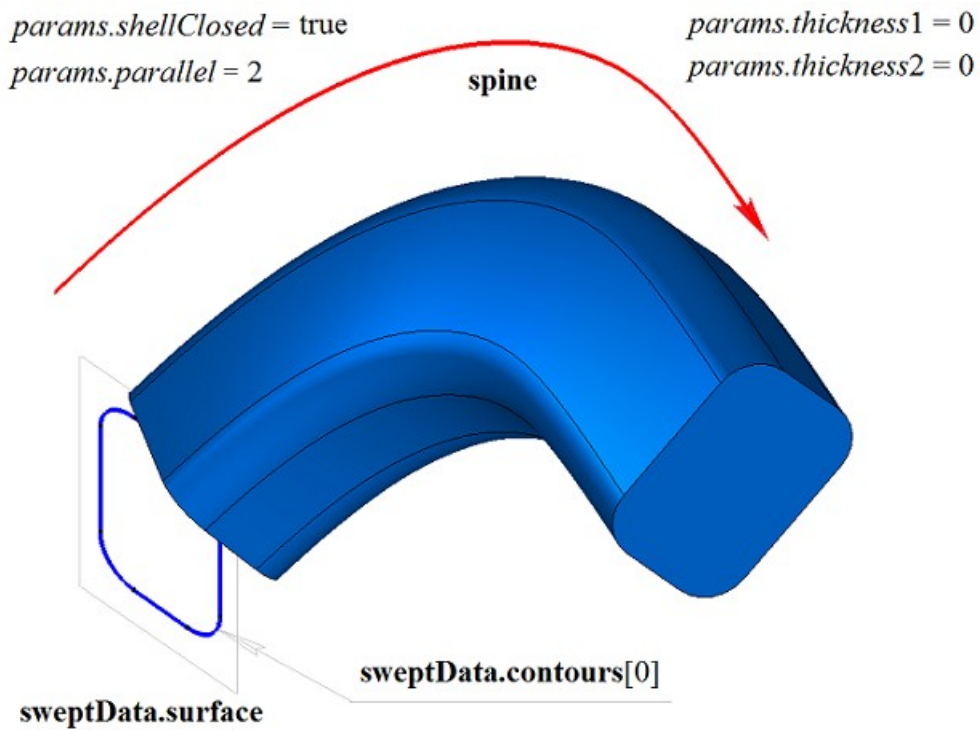 params.shellClosed = true
params.parallel = 2
params.thickness1 = 0
params.thickness2 = 0
spine
sweptData.contours[0]
sweptData.surface